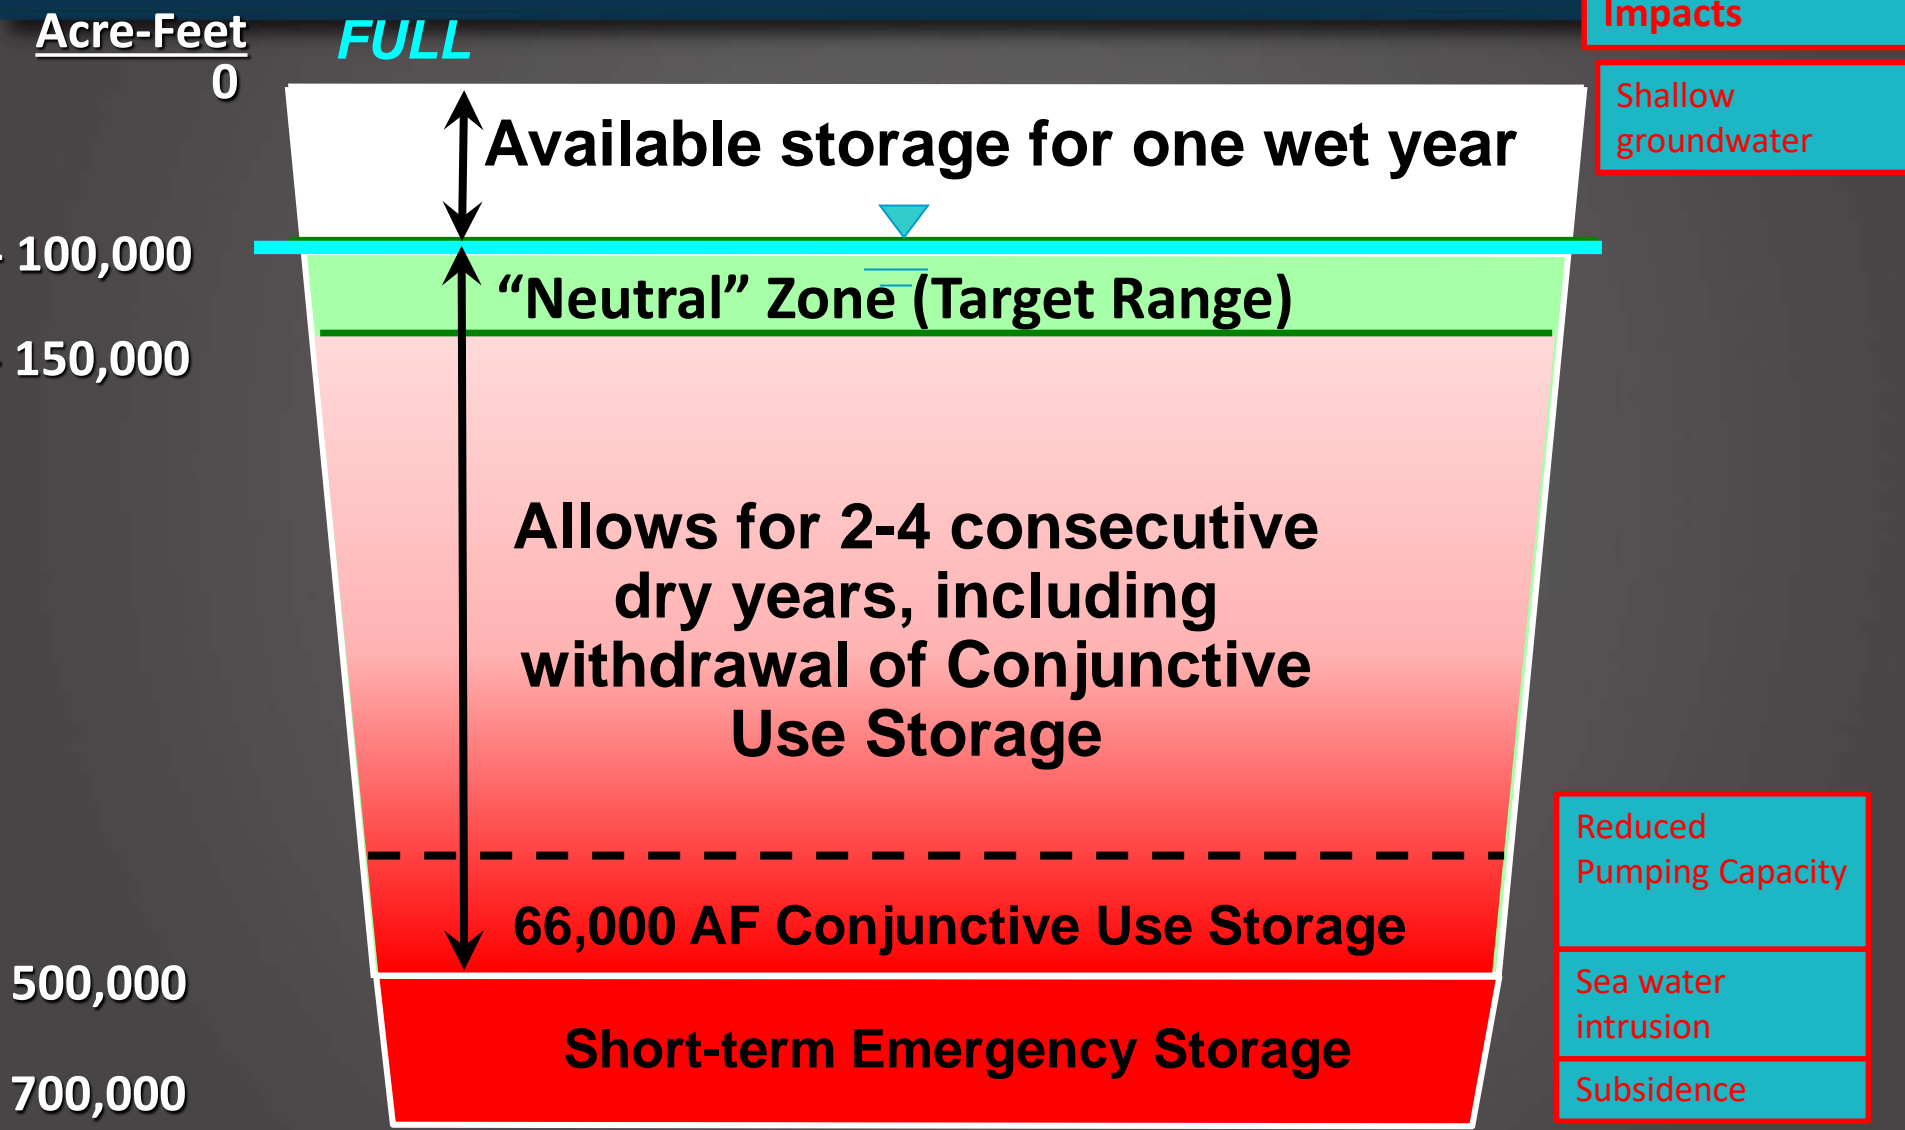 Acre-Feet
FULL
Impacts
0
Shallow
groundwater
Available storage for one wet year
- 100,000
“Neutral” Zone (Target Range)
- 150,000
Allows for 2-4 consecutive
dry years, including
withdrawal of Conjunctive
Use Storage
Reduced
Pumping Capacity
66,000 AF Conjunctive Use Storage
500,000
Sea water
intrusion
Short-term Emergency Storage
700,000
Subsidence